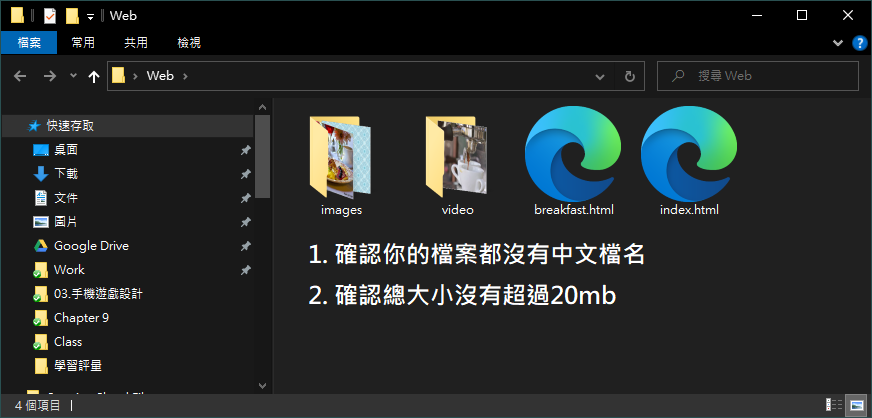 Web
檔案 常用 共用 檢視
Web
搜尋 Web
快速存取
桌面
下載
文件
圖片
Google Drive
Work
03.手機遊戲設計
Chapter 9
Class
學習評量
images video breakfast.html index.html
1. 確認你的檔案都沒有中文檔名
2. 確認總大小沒有超過20mb
4 個項目